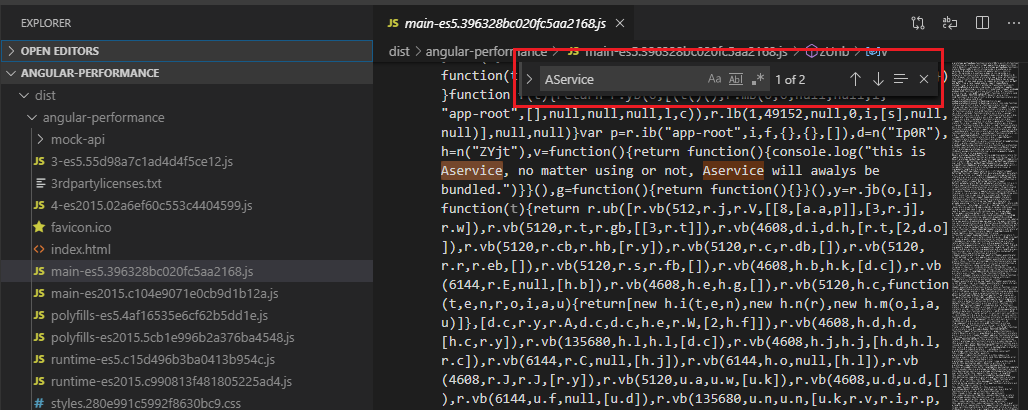 EXPLORER
OPEN EDITORS
ANGULAR-PERFORMANCE
dist
angular-performance
mock-api
JS 3-es5.55d98a7c1ad4d4f5ce12.js
3rdpartylicenses.txt
JS 4-es2015.02a6ef60c553c4404599.js
favicon.ico
index.html
JS main-es5.396328bc020fc5aa2168.js
JS main-es2015.c104e9071e0cb9d1b12a.js
JS polyfills-es5.4af16535e6cf62b5dd1e.js
JS polyfills-es2015.5cb1e996b2a376ba4548.js
JS runtime-es5.c15d496b3ba0413b954c.js
JS runtime-es2015.c990813f481805225ad4.js
# styles.280e991c5992f8630bc9.css
JS main-es5.396328bc020fc5aa2168.js
dist > angular-performance > JS main-es5.396328bc020fc5aa2168.js > zUnb > v
AService Aa Abl .* 1 of 2
function(t
}function
"app-root",[],null,null,null,l,c)),r.lb(1,49152,null,0,i,[s],null,
null)],null,null)}var p=r.ib("app-root",i,f,{},{},[]),d=n("Ip0R"),
h=n("ZYjt"),v=function(){return function(){console.log("this is
Aservice, no matter using or not, Aservice will awalys be
bundled.")}}(),g=function(){return function(){}}(),y=r.jb(o,[i],
function(t){return r.ub([r.vb(512,r.j,r.V,[[8,[a.a,p]],[3,r.j],
r.w]),r.vb(5120,r.t,r.gb,[[3,r.t]]),r.vb(4608,d.i,d.h,[r.t,[2,d.o]
]),r.vb(5120,r.cb,r.hb,[r.y]),r.vb(5120,r.c,r.db,[]),r.vb(5120,
r.r,r.eb,[]),r.vb(5120,r.s,r.fb,[]),r.vb(4608,h.b,h.k,[d.c]),r.vb
(6144,r.E,null,[h.b]),r.vb(4608,h.e,h.g,[]),r.vb(5120,h.c,function
(t,e,n,r,o,i,a,u){return[new h.i(t,e,n),new h.n(r),new h.m(o,i,a,
u)]},[d.c,r.y,r.A,d.c,d.c,h.e,r.W,[2,h.f]]),r.vb(4608,h.d,h.d,
[h.c,r.y]),r.vb(135680,h.l,h.l,[d.c]),r.vb(4608,h.j,h.j,[h.d,h.l,
r.c]),r.vb(6144,r.C,null,[h.j]),r.vb(6144,h.o,null,[h.l]),r.vb
(4608,r.J,r.J,[r.y]),r.vb(5120,u.a,u.w,[u.k]),r.vb(4608,u.d,u.d,[]
),r.vb(6144,u.f,null,[u.d]),r.vb(135680,u.n,u.n,[u.k,r.v,r.i,r.p,